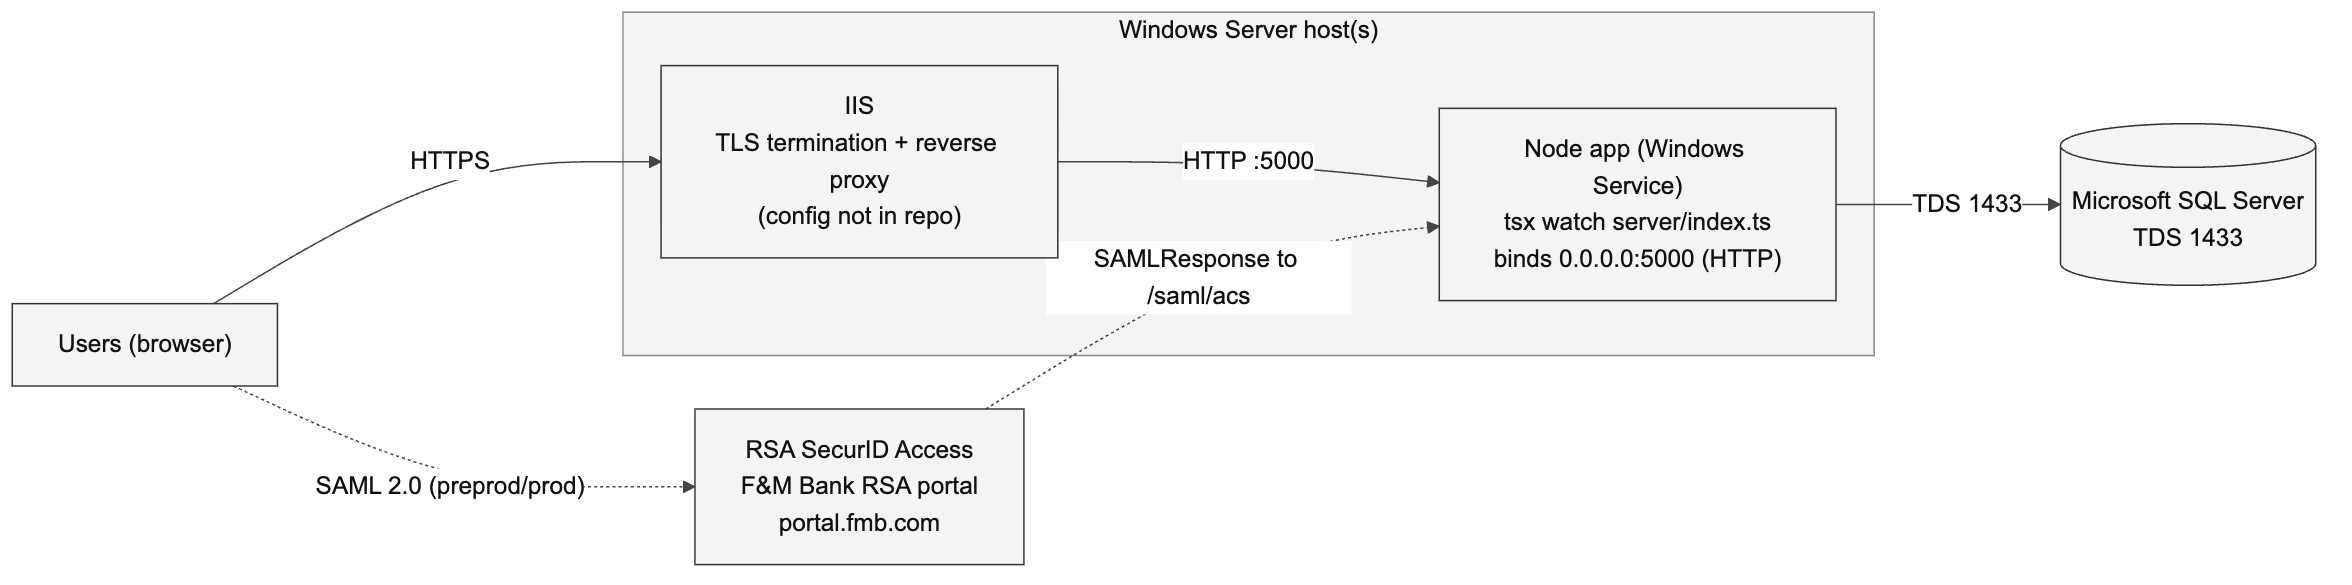 Windows Server host(s)
IIS
TLS termination + reverse
proxy
(config not in repo)
HTTPS
HTTP :5000
Node app (Windows
Service)
tsx watch server/index.ts
binds 0.0.0.0:5000 (HTTP)
TDS 1433
Microsoft SQL Server
TDS 1433
SAMLResponse to
/saml/acs
Users (browser)
SAML 2.0 (preprod/prod)
RSA SecurID Access
F&M Bank RSA portal
portal.fmb.com